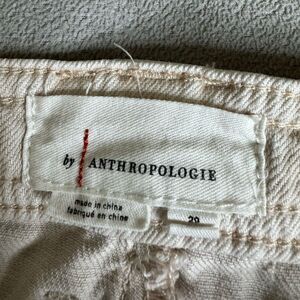 by ANTHROPOLOGIE
made in china
fabriqué en chine
29